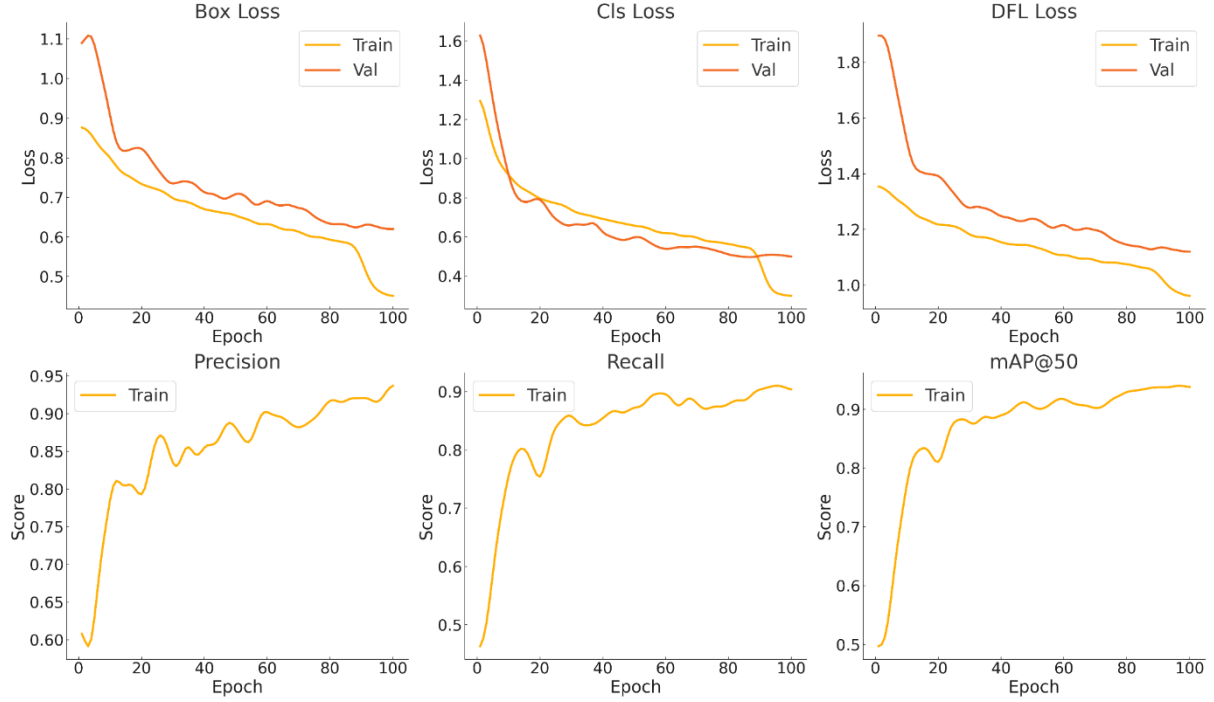 Box Loss
1.1
1.0
0.9
0.8
0.7
0.6
0.5
Loss
Train
Val
0 20 40 60 80 100
Epoch
Cls Loss
1.6
1.4
1.2
1.0
0.8
0.6
0.4
Loss
Train
Val
0 20 40 60 80 100
Epoch
DFL Loss
1.8
1.6
1.4
1.2
1.0
Loss
Train
Val
0 20 40 60 80 100
Epoch
Precision
0.95
0.90
0.85
0.80
0.75
0.70
0.65
0.60
Score
Train
0 20 40 60 80 100
Epoch
Recall
0.9
0.8
0.7
0.6
0.5
Score
Train
0 20 40 60 80 100
Epoch
mAP@50
0.9
0.8
0.7
0.6
0.5
Score
Train
0 20 40 60 80 100
Epoch